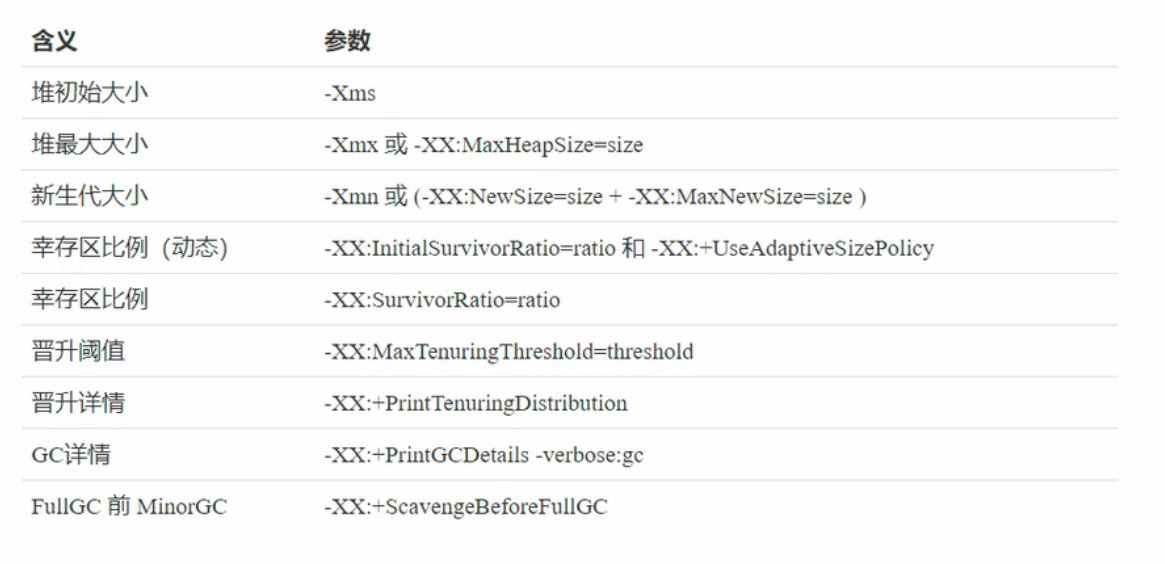 含义 参数
堆初始大小 -Xms
堆最大大小 -Xmx 或 -XX:MaxHeapSize=size
新生代大小 -Xmn 或 (-XX:NewSize=size + -XX:MaxNewSize=size )
幸存区比例（动态） -XX:InitialSurvivorRatio=ratio 和 -XX:+UseAdaptiveSizePolicy
幸存区比例 -XX:SurvivorRatio=ratio
晋升阈值 -XX:MaxTenuringThreshold=threshold
晋升详情 -XX:+PrintTenuringDistribution
GC详情 -XX:+PrintGCDetails -verbose:gc
FullGC 前 MinorGC -XX:+ScavengeBeforeFullGC